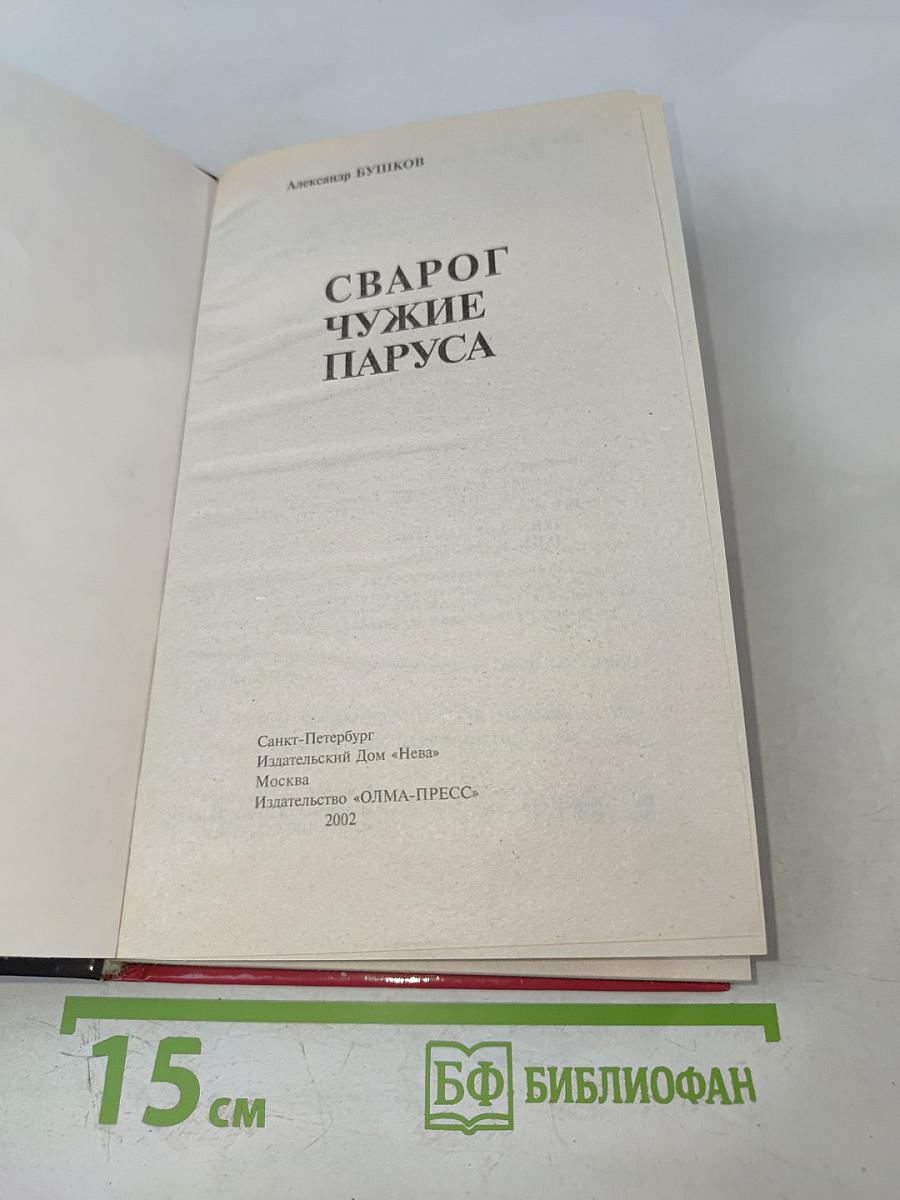 Александр БУШКОВ
СВАРОГ
ЧУЖИЕ
ПАРУСА
Санкт-Петербург
Издательский Дом «Нева»
Москва
Издательство «ОЛМА-ПРЕСС»
2002
15 см
БФ БИБЛИОФАН